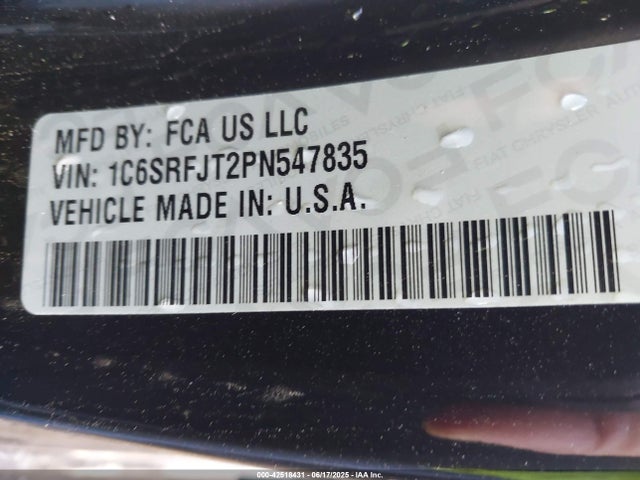 MFD BY: FCA US LLC
VIN: 1C6SRFJT2PN547835
VEHICLE MADE IN: U.S.A.
000-42518431 - 06/17/2025 - IAA Inc.